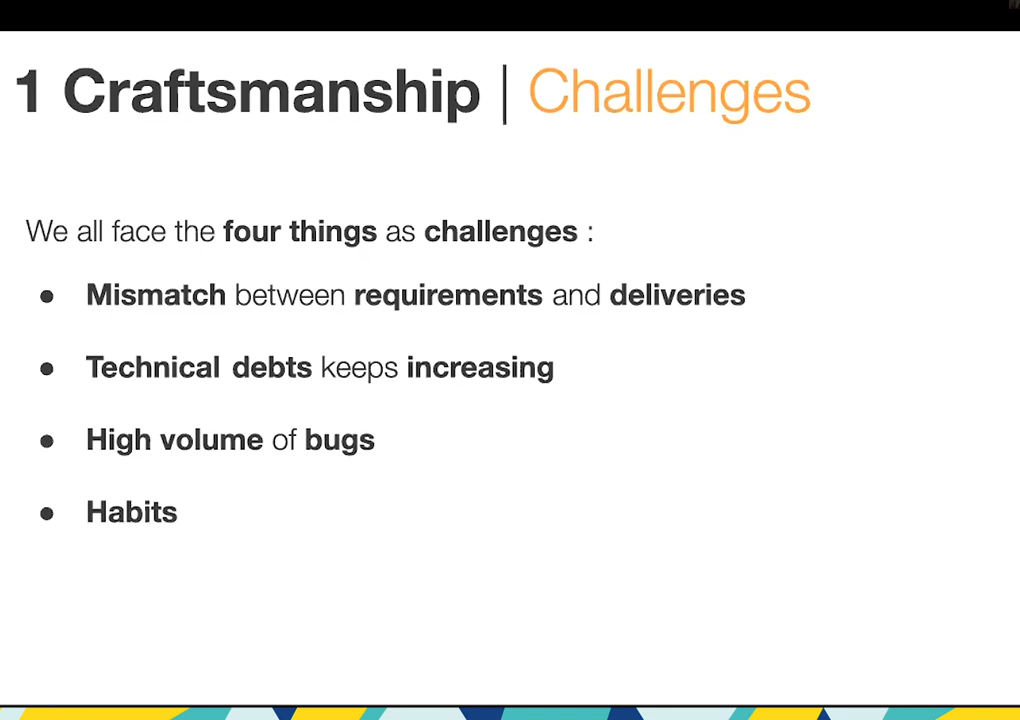 1 Craftsmanship | Challenges
We all face the four things as challenges :
● Mismatch between requirements and deliveries
● Technical debts keeps increasing
● High volume of bugs
● Habits